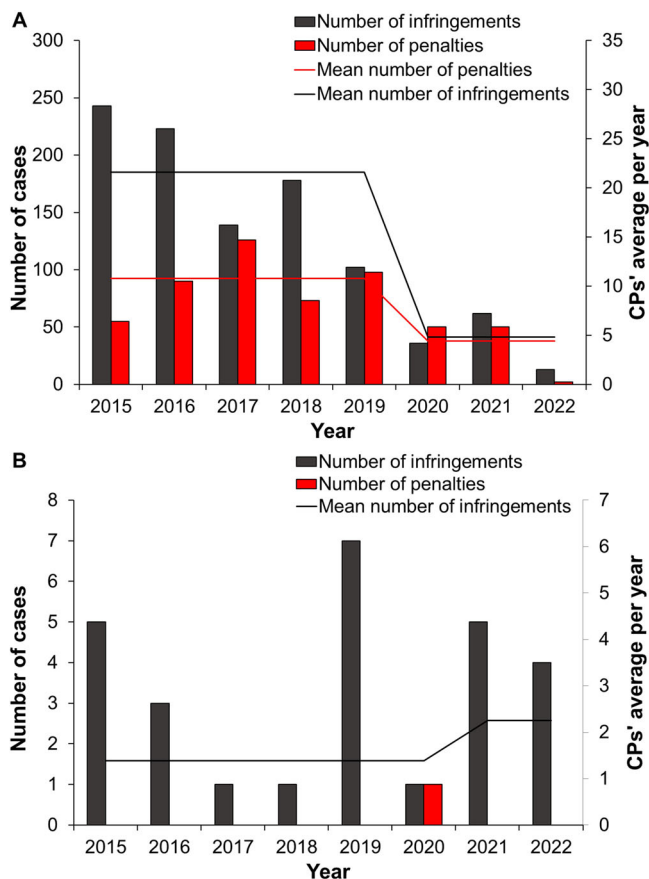 A
Number of infringements
Number of penalties
Mean number of penalties
Mean number of infringements
300
250
200
150
100
50
0
Number of cases
35
30
25
20
15
10
5
0
CPs' average per year
2015 2016 2017 2018 2019 2020 2021 2022
Year
B
Number of infringements
Number of penalties
Mean number of infringements
8
7
6
5
4
3
2
1
0
Number of cases
7
6
5
4
3
2
1
0
CPs' average per year
2015 2016 2017 2018 2019 2020 2021 2022
Year